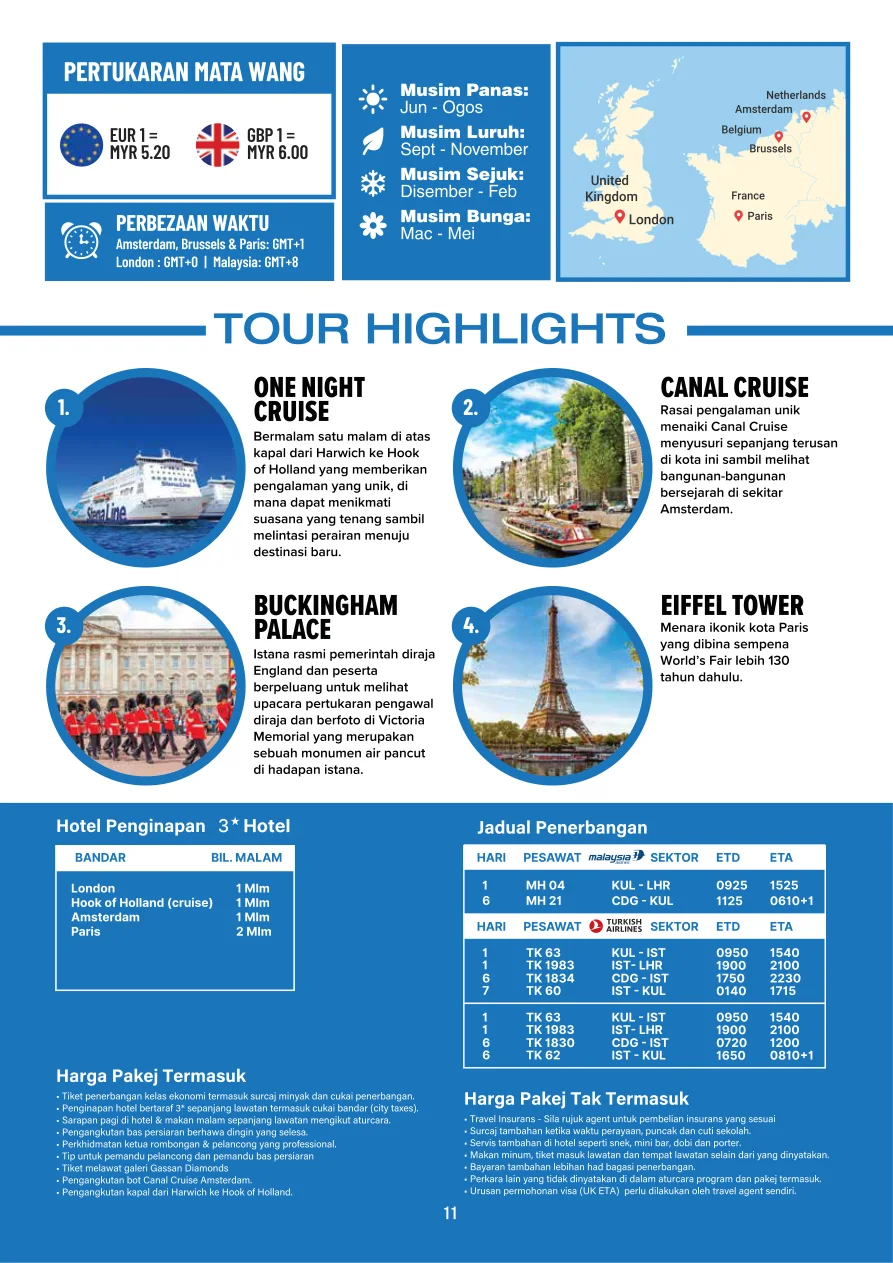 PERTUKARAN MATA WANG
EUR 1 =
MYR 5.20
GBP 1 =
MYR 6.00
PERBEZAAN WAKTU
Amsterdam, Brussels & Paris: GMT+1
London : GMT+0 | Malaysia: GMT+8
Musim Panas:
Jun - Ogos
Musim Luruh:
Sept - November
Musim Sejuk:
Disember - Feb
Musim Bunga:
Mac - Mei
Netherlands
Amsterdam
Belgium
Brussels
United
Kingdom
London
France
Paris
TOUR HIGHLIGHTS
1.
StenaLine
ONE NIGHT
CRUISE
Bermalam satu malam di atas
kapal dari Harwich ke Hook
of Holland yang memberikan
pengalaman yang unik, di
mana dapat menikmati
suasana yang tenang sambil
melintasi perairan menuju
destinasi baru.
2.
CANAL CRUISE
Rasai pengalaman unik
menaiki Canal Cruise
menyusuri sepanjang terusan
di kota ini sambil melihat
bangunan-bangunan
bersejarah di sekitar
Amsterdam.
3.
BUCKINGHAM
PALACE
Istana rasmi pemerintah diraja
England dan peserta
berpeluang untuk melihat
upacara pertukaran pengawal
diraja dan berfoto di Victoria
Memorial yang merupakan
sebuah monumen air pancut
di hadapan istana.
4.
EIFFEL TOWER
Menara ikonik kota Paris
yang dibina sempena
World's Fair lebih 130
tahun dahulu.
Hotel Penginapan 3★ Hotel
BANDAR BIL. MALAM
London 1 Mlm
Hook of Holland (cruise) 1 Mlm
Amsterdam 1 Mlm
Paris 2 Mlm
Jadual Penerbangan
HARI PESAWAT malaysia airlines SEKTOR ETD ETA
1 MH 04 KUL - LHR 0925 1525
6 MH 21 CDG - KUL 1125 0610+1
HARI PESAWAT TURKISH AIRLINES SEKTOR ETD ETA
1 TK 63 KUL - IST 0950 1540
1 TK 1983 IST- LHR 1900 2100
6 TK 1834 CDG - IST 1750 2230
7 TK 60 IST - KUL 0140 1715
1 TK 63 KUL - IST 0950 1540
1 TK 1983 IST- LHR 1900 2100
6 TK 1830 CDG - IST 0720 1200
6 TK 62 IST - KUL 1650 0810+1
Harga Pakej Termasuk
• Tiket penerbangan kelas ekonomi termasuk surcaj minyak dan cukai penerbangan.
• Penginapan hotel bertaraf 3* sepanjang lawatan termasuk cukai bandar (city taxes).
• Sarapan pagi di hotel & makan malam sepanjang lawatan mengikut aturcara.
• Pengangkutan bas persiaran berhawa dingin yang selesa.
• Perkhidmatan ketua rombongan & pelancong yang professional.
• Tip untuk pemandu pelancong dan pemandu bas persiaran
• Tiket melawat galeri Gassan Diamonds
• Pengangkutan bot Canal Cruise Amsterdam.
• Pengangkutan kapal dari Harwich ke Hook of Holland.
Harga Pakej Tak Termasuk
• Travel Insurans - Sila rujuk agent untuk pembelian insurans yang sesuai
• Surcaj tambahan ketika waktu perayaan, puncak dan cuti sekolah.
• Servis tambahan di hotel seperti snek, mini bar, dobi dan porter.
• Makan minum, tiket masuk lawatan dan tempat lawatan selain dari yang dinyatakan.
• Bayaran tambahan lebihan had bagasi penerbangan.
• Perkara lain yang tidak dinyatakan di dalam aturcara program dan pakej termasuk.
• Urusan permohonan visa (UK ETA) perlu dilakukan oleh travel agent sendiri.
11